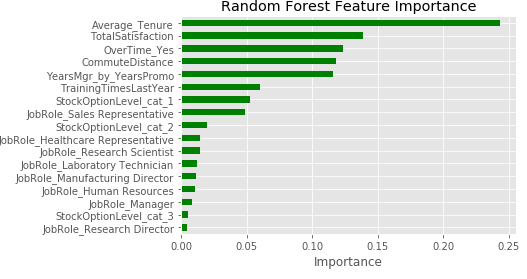 Random Forest Feature Importance
Average_Tenure
TotalSatisfaction
OverTime_Yes
CommuteDistance
YearsMgr_by_YearsPromo
TrainingTimesLastYear
StockOptionLevel_cat_1
JobRole_Sales Representative
StockOptionLevel_cat_2
JobRole_Healthcare Representative
JobRole_Research Scientist
JobRole_Laboratory Technician
JobRole_Manufacturing Director
JobRole_Human Resources
JobRole_Manager
StockOptionLevel_cat_3
JobRole_Research Director
0.00 0.05 0.10 0.15 0.20 0.25
Importance